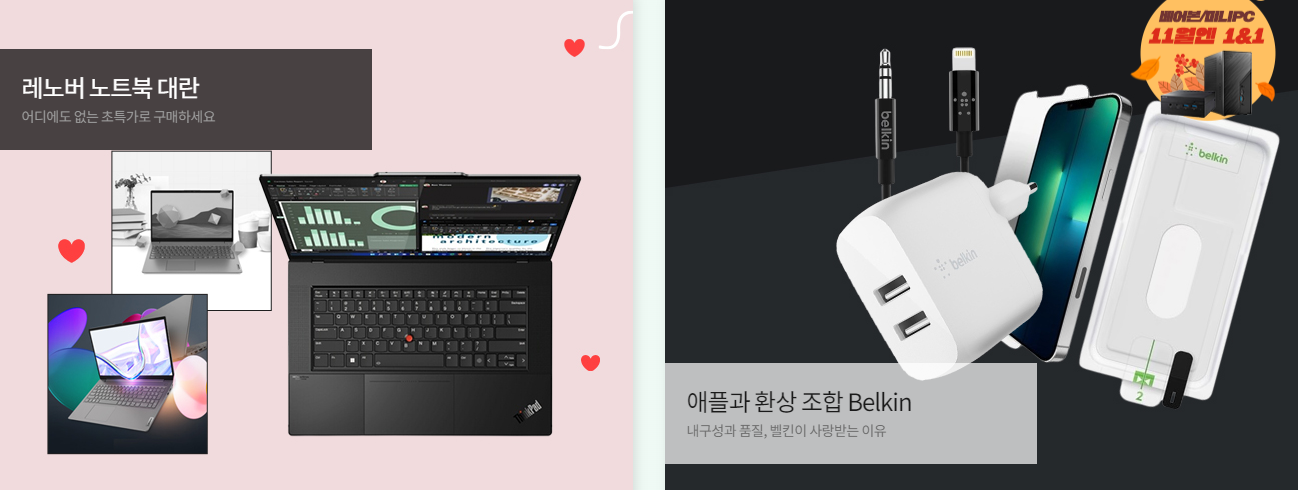 레노버 노트북 대란
어디에도 없는 초특가로 구매하세요
modern
architecture
ThinkPad
베어본/미니PC
11월엔 1&1
belkin
belkin
belkin
2
애플과 환상 조합 Belkin
내구성과 품질, 벨킨이 사랑받는 이유